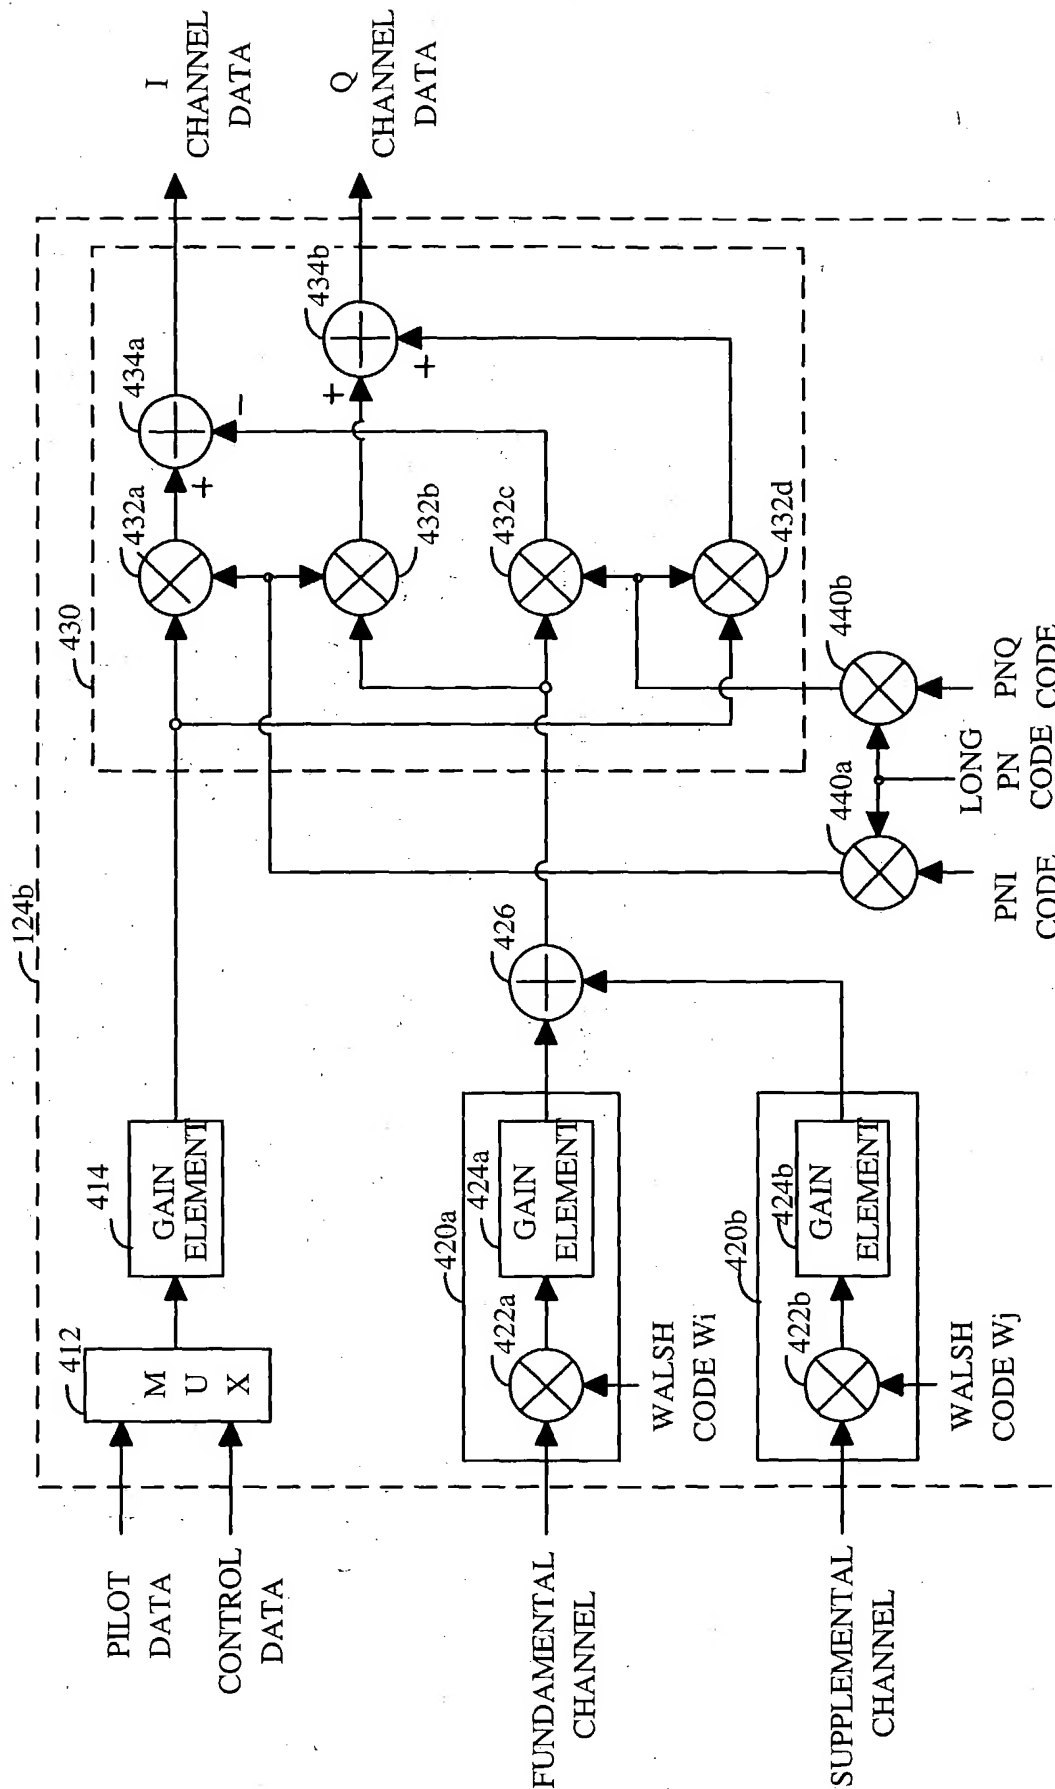 124b
430
PILOT
DATA
CONTROL
DATA
412
M
U
X
414
GAIN
ELEMENT
432a
+
434a
-
I
CHANNEL
DATA
432b
+
434b
+
Q
CHANNEL
DATA
FUNDAMENTAL
CHANNEL
420a
422a
424a
GAIN
ELEMENT
WALSH
CODE Wi
426
432c
432d
SUPPLEMENTAL
CHANNEL
420b
422b
424b
GAIN
ELEMENT
WALSH
CODE Wj
440a
440b
PNI
CODE
LONG
PN
CODE
PNQ
CODE